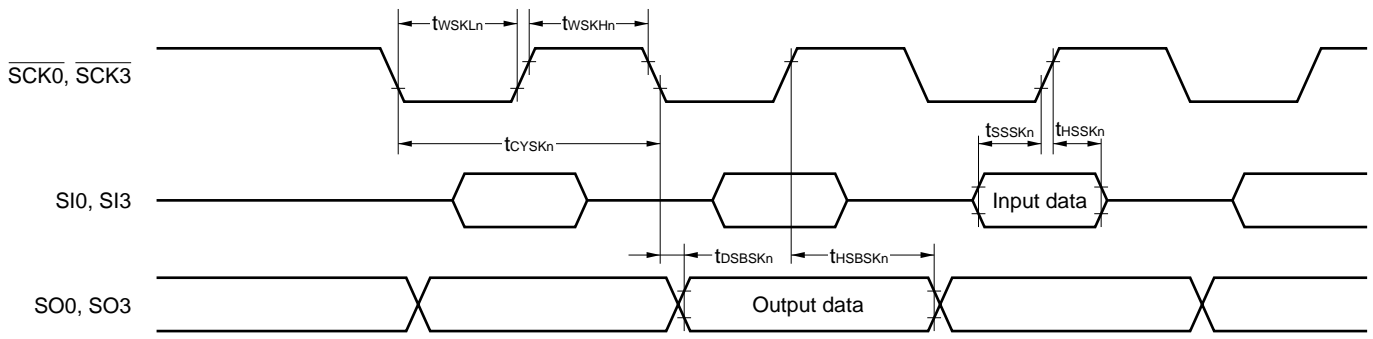 tWSKLn tWSKHn
SCK0, SCK3
tSSSKn tHSSKn
tCYSKn
SI0, SI3 Input data
tDSBSKn tHSBSKn
SO0, SO3 Output data